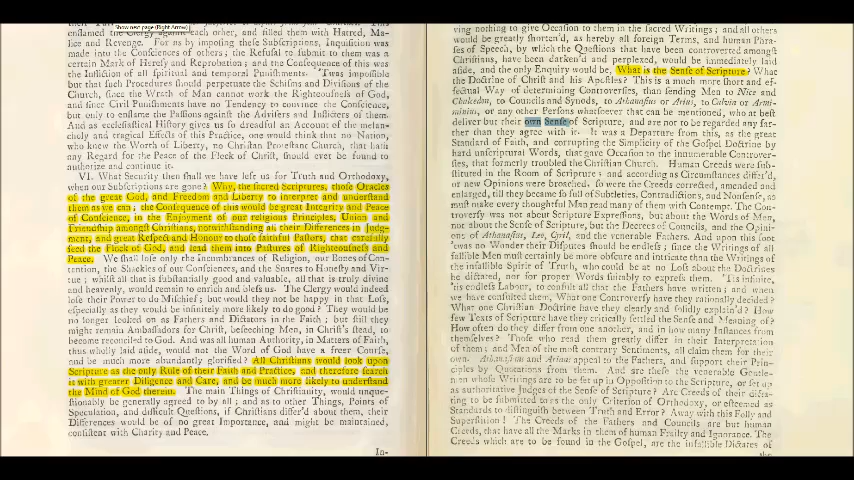 Show next page (Right Arrow)
enslaved the Clergy against each other, and filled them with Hatred, Ma-
lice and Revenge. For as by imposing these Subscriptions, Inquisition was
made into the Consciences of others; the Refusal to submit to them was a
certain Mark of Heresy and Reprobation; and the Consequence of this was
the Infliction of all spiritual and temporal Punishments. 'Twas impossible
but that such Procedures should perpetuate the Schisms and Divisions of the
Church, since the Wrath of Man cannot work the Righteousness of God;
and since Civil Punishments have no Tendency to convince the Conscience,
but only to enflame the Passions against the Advisers and Inflicters of them.
And as ecclesiastical History gives us so dreadful an Account of the melan-
choly and tragical Effects of this Practice, one would think that no Nation,
who knew the Worth of Liberty, no Christian Protestant Church, that hath
any Regard for the Peace of the Flock of Christ, should ever be found to
authorize and continue it.
VI. What Security then shall we have left us for Truth and Orthodoxy,
when our Subscriptions are gone? Why, the sacred Scriptures, those Oracles
of the great God, and Freedom and Liberty to interpret and understand
them as we can; the Consequence of this would be great Integrity and Peace
of Conscience, in the Enjoyment of our religious Principles, Union and
Friendship amongst Christians, notwithstanding all their Differences in Judg-
ment, and great Respect and Honour to those faithful Pastors, that carefully
feed the Flock of God, and lead them into Pastures of Righteousness and
Peace. We shall lose only the Incumbrances of Religion, our Bones of Con-
tention, the Shackles of our Consciences, and the Snares to Honesty and Vir-
tue; whilst all that is substantially good and valuable, all that is truly divine
and heavenly, would remain to enrich and bless us. The Clergy would indeed
lose their Power to do Mischief; but would they not be happy in that Loss,
especially as they would be infinitely more likely to do good? They would be
no longer looked on as Fathers and Dictators in the Faith; but still they
might remain Ambassadors for Christ, beseeching Men, in Christ's stead, to
become reconciled to God. And was all human Authority, in Matters of Faith,
thus wholly laid aside, would not the Word of God have a freer Course,
and be much more abundantly glorified? All Christians would look upon
Scripture as the only Rule of their Faith and Practice, and therefore search
it with greater Diligence and Care, and be much more likely to understand
the Mind of God therein. The main Things of Christianity, would unque-
stionably be generally agreed to by all; and as to other Things, Points of
Speculation, and difficult Questions, if Christians differ'd about them, their
Differences would be of no great Importance, and might be maintained,
consistent with Charity and Peace.
In-
ving nothing to give Occasion to them in the sacred Writings; and all others
would be greatly shorten'd, as hereby all foreign Terms, and human Phra-
ses of Speech, by which the Questions that have been controverted amongst
Christians, have been darken'd and perplexed, would be immediately laid
aside, and the only Enquiry would be, What is the Sense of Scripture? What
the Doctrine of Christ and his Apostles? This is a much more short and ef-
fectual Way of determining Controversies, than sending Men to Nice and
Chalcedon, to Councils and Synods, to Athanasius or Arius, to Calvin or Armi-
nius, or any other Persons whatsoever that can be mentioned, who at best
deliver but their own Sense of Scripture, and are not to be regarded any far-
ther than they agree with it. It was a Departure from this, as the great
Standard of Faith, and corrupting the Simplicity of the Gospel Doctrine by
hard unscriptural Words, that gave Occasion to the innumerable Controver-
sies, that formerly troubled the Christian Church. Human Creeds were sub-
stituted in the Room of Scripture; and according as Circumstances differ'd,
or new Opinions were broached, so were the Creeds corrected, amended and
enlarged, till they became so full of Subtleties, Contradictions, and Nonsense, as
must make every thoughtful Man read many of them with Contempt. The Con-
troversy was not about Scripture Expressions, but about the Words of Men,
not about the Sense of Scripture, but the Decrees of Councils, and the Opini-
ons of Athanasius, Leo, Cyril, and the venerable Fathers. And upon this foot
'twas no Wonder their Disputes should be endless; since the Writings of all
fallible Men must certainly be more obscure and intricate than the Writings of
the infallible Spirit of Truth, who could be at no Loss about the Doctrines
he dictated, nor for proper Words suitably to express them. 'Tis infinite,
'tis endless Labour, to consult all that the Fathers have written; and when
we have consulted them, What one Controversy have they rationally decided?
What one Christian Doctrine have they clearly and solidly explain'd? How
few Texts of Scripture have they critically settled the Sense and Meaning of?
How often do they differ from one another, and in how many Instances from
themselves? Those who read them greatly differ in their Interpretation
of them; and Men of the most contrary Sentiments, all claim them for their
own. Athanasians and Arians appeal to the Fathers, and support their Prin-
ciples by Quotations from them. And are these the venerable Gentle-
men whose Writings are to be set up in Opposition to the Scripture, or set up
as authoritative Judges of the Sense of Scripture? Are Creeds of their dicta-
ting to be submitted to as the only Criterion of Orthodoxy, or esteemed as
Standards to distinguish between Truth and Error? Away with this Folly and
Superstition! The Creeds of the Fathers and Councils are but human
Creeds, that have all the Marks in them of human Frailty and Ignorance. The
Creeds which are to be found in the Gospel, are the infallible Dictates of
the